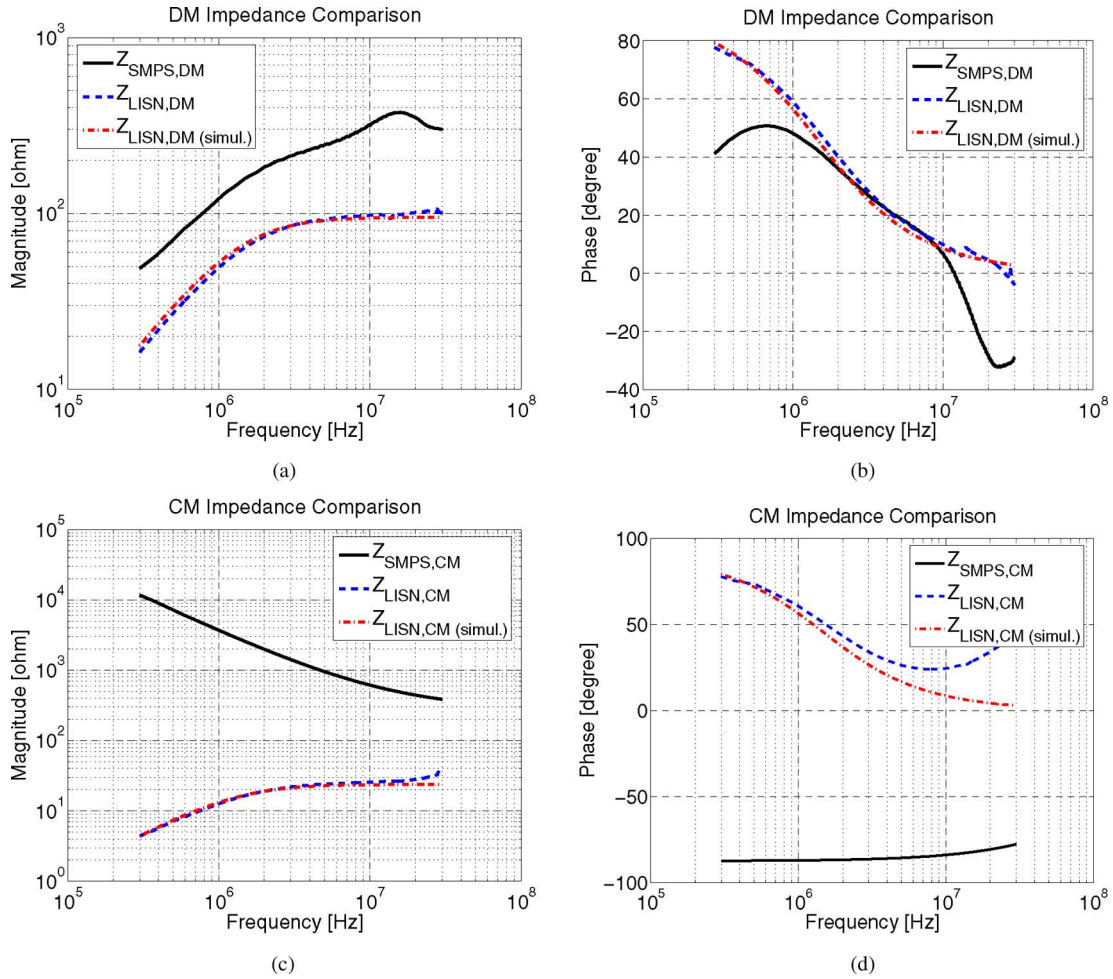 DM Impedance Comparison
10^3
10^2
10^1
Magnitude [ohm]
Z_SMPS,DM
Z_LISN,DM
Z_LISN,DM (simul.)
10^5 10^6 10^7 10^8
Frequency [Hz]
(a)
DM Impedance Comparison
80
60
40
20
0
-20
-40
Phase [degree]
Z_SMPS,DM
Z_LISN,DM
Z_LISN,DM (simul.)
10^5 10^6 10^7 10^8
Frequency [Hz]
(b)
CM Impedance Comparison
10^5
10^4
10^3
10^2
10^1
10^0
Magnitude [ohm]
Z_SMPS,CM
Z_LISN,CM
Z_LISN,CM (simul.)
10^5 10^6 10^7 10^8
Frequency [Hz]
(c)
CM Impedance Comparison
100
50
0
-50
-100
Phase [degree]
Z_SMPS,CM
Z_LISN,CM
Z_LISN,CM (simul.)
10^5 10^6 10^7 10^8
Frequency [Hz]
(d)